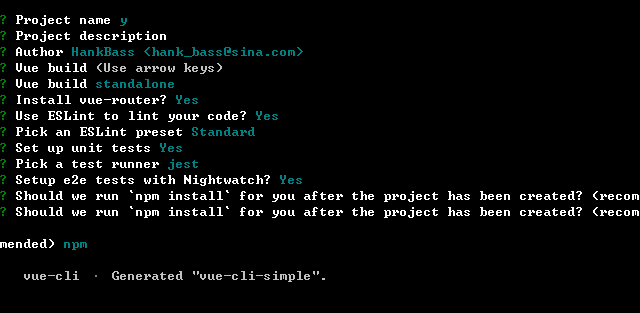 ? Project name y
? Project description
? Author HankBass <hank_bass@sina.com>
? Vue build (Use arrow keys)
? Vue build standalone
? Install vue-router? Yes
? Use ESLint to lint your code? Yes
? Pick an ESLint preset Standard
? Set up unit tests Yes
? Pick a test runner jest
? Setup e2e tests with Nightwatch? Yes
? Should we run `npm install` for you after the project has been created? (recom
? Should we run `npm install` for you after the project has been created? (recom
mended) npm
vue-cli · Generated "vue-cli-simple".